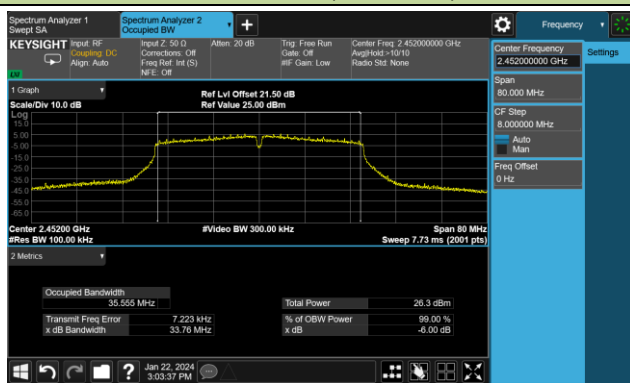 Spectrum Analyzer 1
Swept SA
Spectrum Analyzer 2
Occupied BW
Frequency
KEYSIGHT
Input: RF
Coupling: DC
Align: Auto
Input Z: 50 Ω
Corrections: Off
Freq Ref: Int (S)
NFE: Off
Atten: 20 dB
Trig: Free Run
Gate: Off
#IF Gain: Low
Center Freq: 2.452000000 GHz
Avg|Hold:>10/10
Radio Std: None
Center Frequency
2.452000000 GHz
Settings
Span
80.000 MHz
CF Step
8.000000 MHz
Auto
Man
Freq Offset
0 Hz
1 Graph
Scale/Div 10.0 dB
Ref Lvl Offset 21.50 dB
Ref Value 25.00 dBm
Log
15.0
5.00
-5.00
-15.0
-25.0
-35.0
-45.0
-55.0
-65.0
Center 2.45200 GHz
#Video BW 300.00 kHz
Span 80 MHz
#Res BW 100.00 kHz
Sweep 7.73 ms (2001 pts)
2 Metrics
Occupied Bandwidth
35.555 MHz
Total Power
26.3 dBm
Transmit Freq Error
7.223 kHz
% of OBW Power
99.00 %
x dB Bandwidth
33.76 MHz
x dB
-6.00 dB
Jan 22, 2024
3:03:37 PM